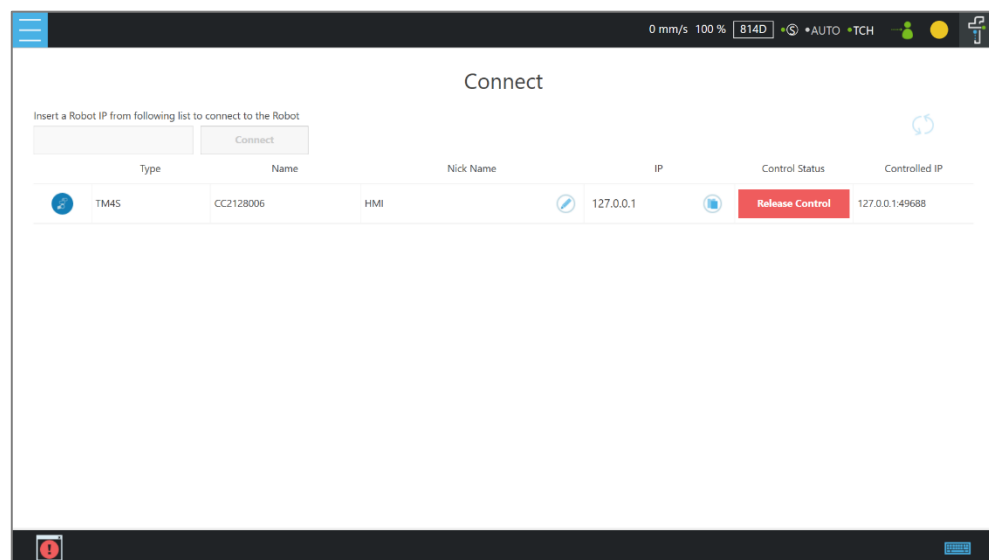 0 mm/s 100 % 814D S AUTO TCH
Connect
Insert a Robot IP from following list to connect to the Robot
Connect
Type Name Nick Name IP Control Status Controlled IP
TM4S CC2128006 HMI 127.0.0.1 Release Control 127.0.0.1:49688